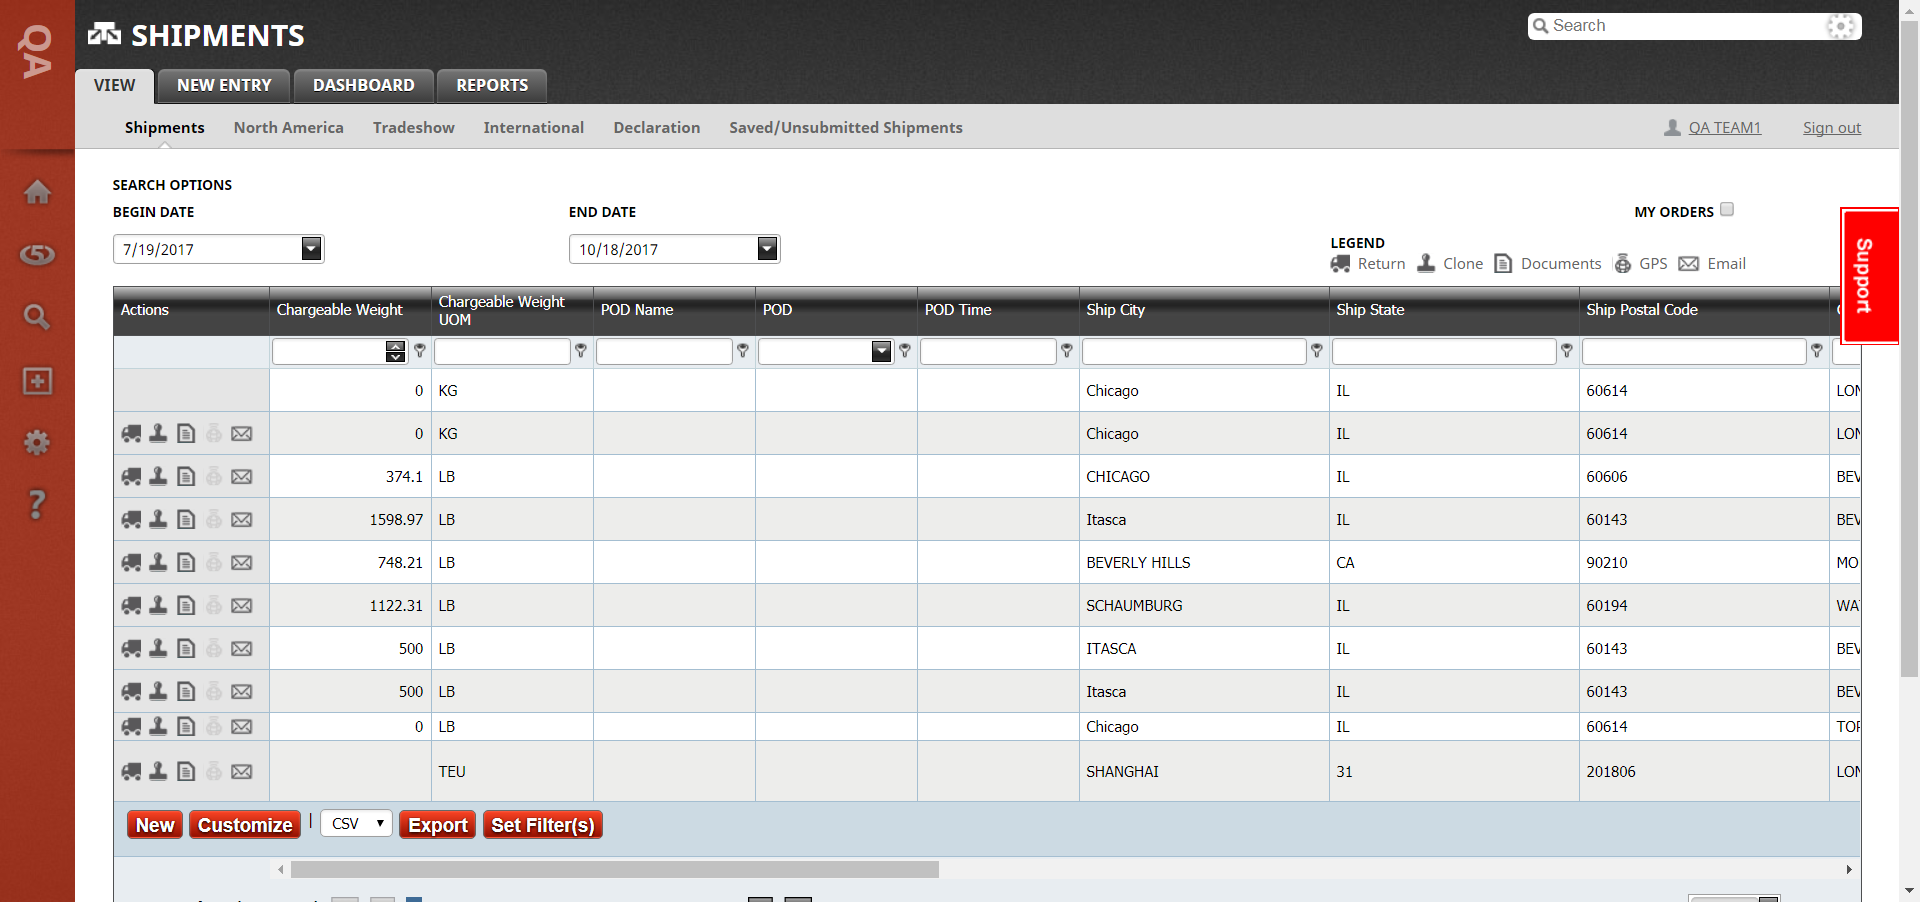 QA
SHIPMENTS
Search
VIEW NEW ENTRY DASHBOARD REPORTS
Shipments North America Tradeshow International Declaration Saved/Unsubmitted Shipments QA TEAM1 Sign out
SEARCH OPTIONS
BEGIN DATE END DATE MY ORDERS
7/19/2017 10/18/2017
LEGEND
Return Clone Documents GPS Email
Support
Actions Chargeable Weight Chargeable Weight UOM POD Name POD POD Time Ship City Ship State Ship Postal Code
0 KG Chicago IL 60614 LON
0 KG Chicago IL 60614 LON
374.1 LB CHICAGO IL 60606 BEV
1598.97 LB Itasca IL 60143 BEV
748.21 LB BEVERLY HILLS CA 90210 MO
1122.31 LB SCHAUMBURG IL 60194 WA
500 LB ITASCA IL 60143 BEV
500 LB Itasca IL 60143 BEV
0 LB Chicago IL 60614 TOR
TEU SHANGHAI 31 201806 LON
New Customize | CSV Export Set Filter(s)